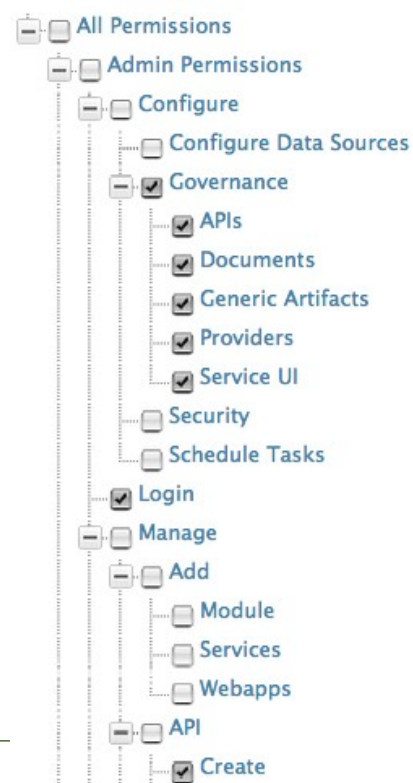 All Permissions
Admin Permissions
Configure
Configure Data Sources
Governance
APIs
Documents
Generic Artifacts
Providers
Service UI
Security
Schedule Tasks
Login
Manage
Add
Module
Services
Webapps
API
Create